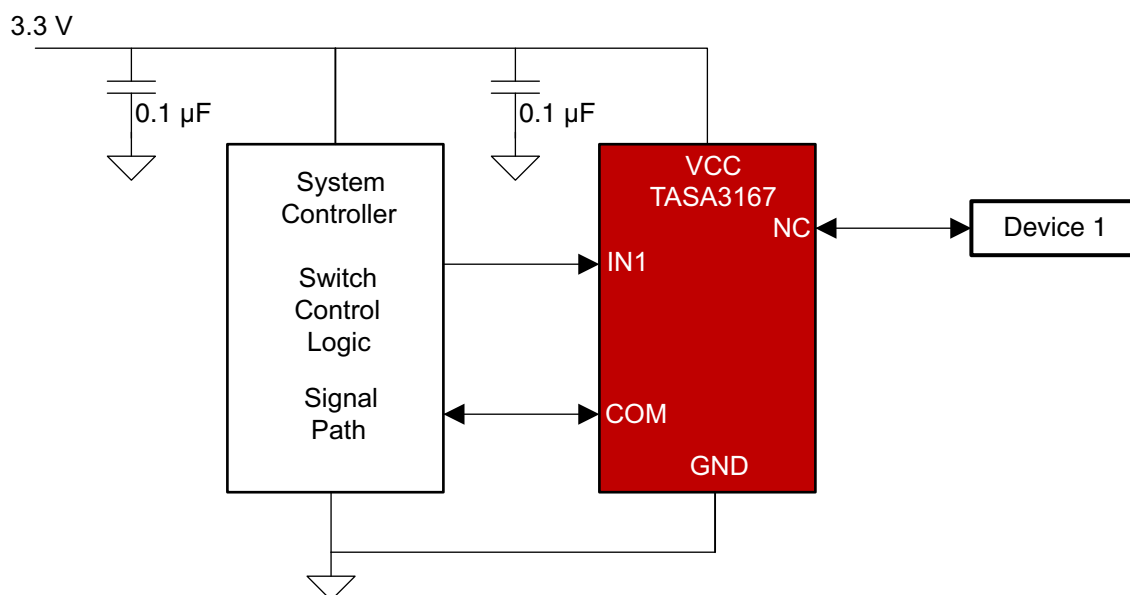 3.3 V
0.1 µF
0.1 µF
System
Controller
Switch
Control
Logic
Signal
Path
VCC
TASA3167
NC
IN1
COM
GND
Device 1